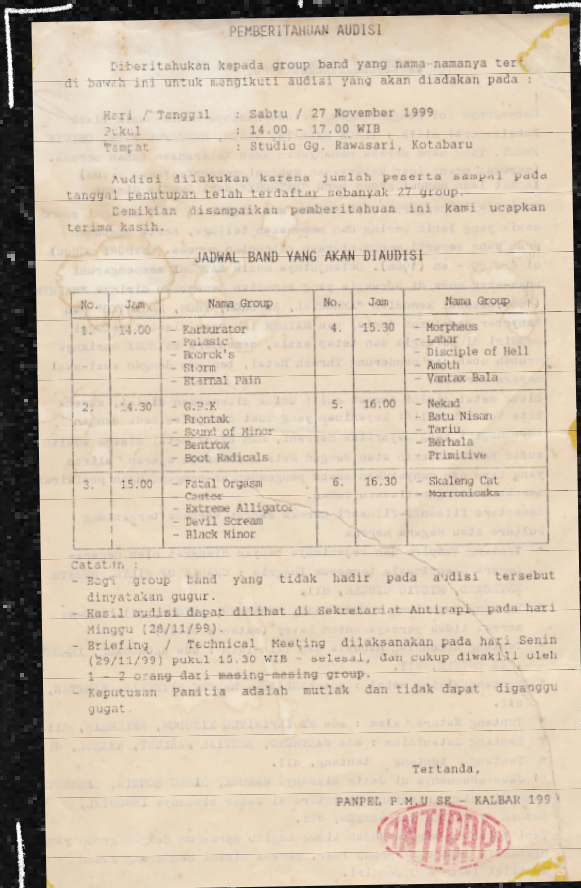 PEMBERITAHUAN AUDISI
Diberitahukan kepada group band yang nama-namanya tert
di bawah ini untuk mengikuti audisi yang akan diadakan pada :
Hari / Tanggal : Sabtu / 27 November 1999
Pukul : 14.00 - 17.00 WIB
Tempat : Studio Gg. Rawasari, Kotabaru
Audisi dilakukan karena jumlah peserta sampai pada
tanggal penutupan telah terdaftar sebanyak 27 group.
Demikian disampaikan pemberitahuan ini kami ucapkan
terima kasih.
JADWAL BAND YANG AKAN DIAUDISI
No. Jam Nama Group No. Jam Nama Group
1. 14.00 - Karburator 4. 15.30 - Morpheus
- Palasic - Lahar
- Boorok's - Disciple of Hell
- Storm - Amoth
- Eternal Pain - Vantax Bala
2. 14.30 - G.P.K 5. 16.00 - Nekad
- Brontak - Batu Nisan
- Sound of Minor - Tariu
- Bentrox - Berhala
- Boot Radicals Primitive
3. 15.00 - Fatal Orgasm 6. 16.30 - Skaleng Cat
- Castor - Morronicska
- Extreme Alligator
- Devil Scream
- Black Minor
Catatan :
- Bagi group band yang tidak hadir pada audisi tersebut
dinyatakan gugur.
- Hasil audisi dapat dilihat di Sekretariat Antirapi, pada hari
Minggu (28/11/99).
- Briefing / Technical Meeting dilaksanakan pada hari Senin
(29/11/99) pukul 15.30 WIB - selesai, dan cukup diwakili oleh
1 - 2 orang dari masing-masing group.
- Keputusan Panitia adalah mutlak dan tidak dapat diganggu
gugat.
Tertanda,
PANPEL P.M.U SE - KALBAR 1999
ANTIRAPI